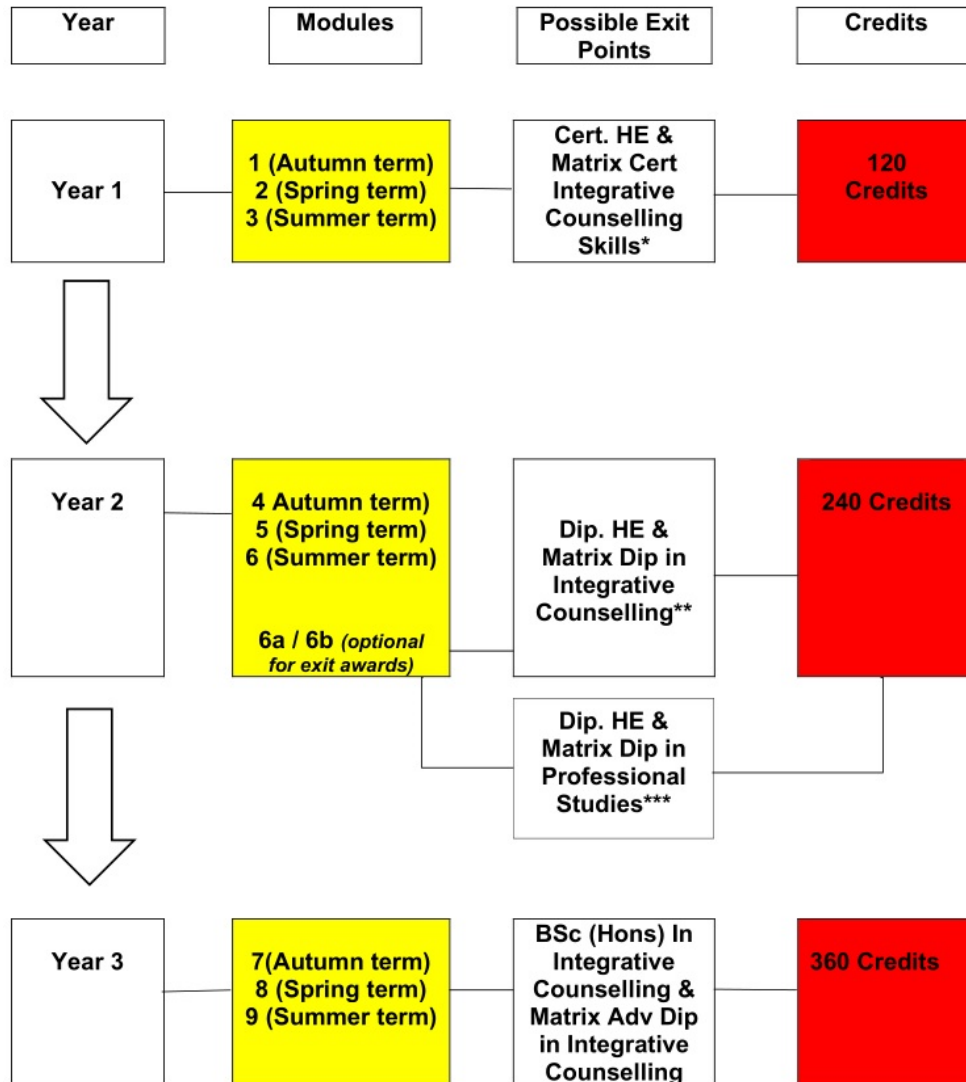 Year
Modules
Possible Exit
Points
Credits
Year 1
1 (Autumn term)
2 (Spring term)
3 (Summer term)
Cert. HE &
Matrix Cert
Integrative
Counselling
Skills*
120
Credits
Year 2
4 Autumn term)
5 (Spring term)
6 (Summer term)
6a / 6b (optional
for exit awards)
Dip. HE &
Matrix Dip in
Integrative
Counselling**
240 Credits
Dip. HE &
Matrix Dip in
Professional
Studies***
Year 3
7(Autumn term)
8 (Spring term)
9 (Summer term)
BSc (Hons) In
Integrative
Counselling &
Matrix Adv Dip
in Integrative
Counselling
360 Credits